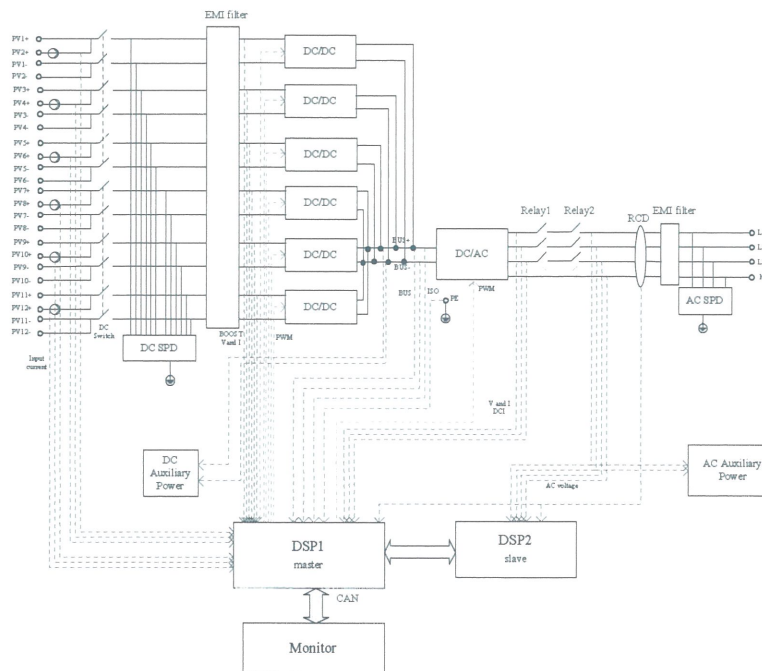 EMI filter
PV1+
PV2+
PV1-
PV2-
PV3+
PV4+
PV3-
PV4-
PV5+
PV6+
PV5-
PV6-
PV7+
PV8+
PV7-
PV8-
PV9+
PV10+
PV9-
PV10-
PV11+
PV12+
PV11-
PV12-
DC/DC
DC/DC
DC/DC
DC/DC
DC/DC
DC/DC
Relay1
Relay2
RCD
EMI filter
BUS+
BUS-
BUS
DC/AC
PWM
ISO
PE
L
L
L
AC SPD
DC
Switch
DC SPD
BOOST
V and I
PWM
Input
current
V and I
DCI
DC
Auxiliary
Power
AC Auxiliary
Power
AC voltage
DSP1
master
DSP2
slave
CAN
Monitor